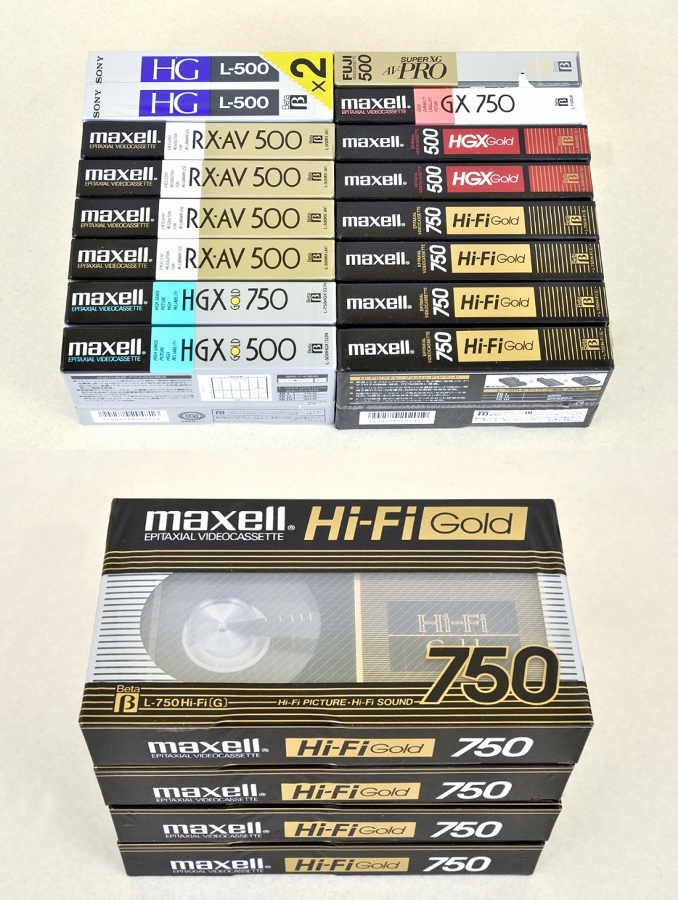 SONY
HG L-500
×2
SONY
HG L-500
Beta
maxell.
EPITAXIAL VIDEOCASSETTE
RX·AV 500
maxell.
EPITAXIAL VIDEOCASSETTE
RX·AV 500
maxell.
EPITAXIAL VIDEOCASSETTE
RX·AV 500
maxell.
EPITAXIAL VIDEOCASSETTE
RX·AV 500
maxell.
EPITAXIAL VIDEOCASSETTE
HGX GOLD 750
maxell.
EPITAXIAL VIDEOCASSETTE
HGX GOLD 500
FUJI
500
SUPER XG
AV PRO
maxell.
EPITAXIAL VIDEOCASSETTE
GX 750
maxell. 500 HGX Gold
maxell. 500 HGX Gold
maxell. 750 Hi-Fi Gold
maxell. 750 Hi-Fi Gold
maxell. 750 Hi-Fi Gold
maxell. 750 Hi-Fi Gold
maxell. Hi-Fi Gold
EPITAXIAL VIDEOCASSETTE
Hi-Fi
Gold
750
Beta
L-750Hi-Fi(G)
Hi-Fi PICTURE·Hi-Fi SOUND
maxell. Hi-Fi Gold 750
EPITAXIAL VIDEOCASSETTE
maxell. Hi-Fi Gold 750
EPITAXIAL VIDEOCASSETTE
maxell. Hi-Fi Gold 750
EPITAXIAL VIDEOCASSETTE
maxell. Hi-Fi Gold 750
EPITAXIAL VIDEOCASSETTE